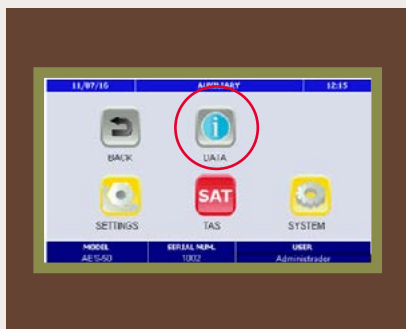 11/07/16 AUXILIARY 12:15
BACK DATA
SAT
SETTINGS TAS SYSTEM
MODEL SERIAL NUM. USER
AES-60 1002 Administrador